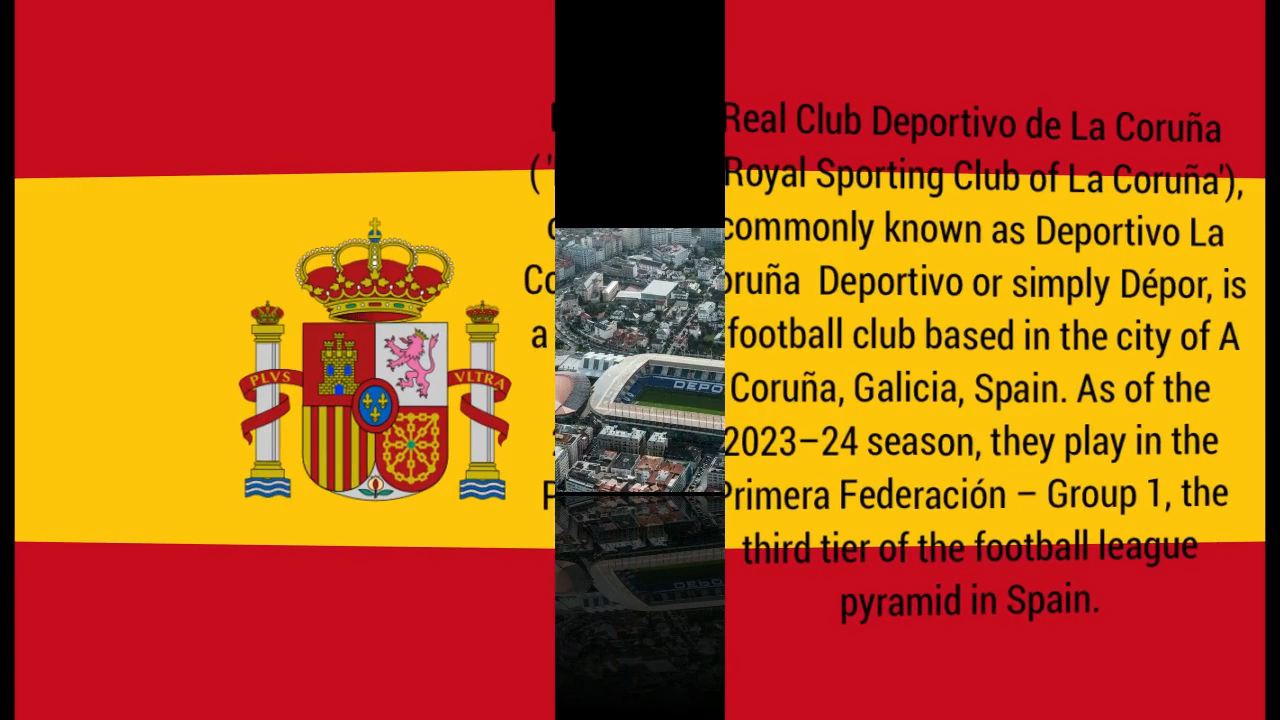 PLVS
VLTRA
Real Club Deportivo de La Coruña
(' Royal Sporting Club of La Coruña'),
commonly known as Deportivo La
Co oruña Deportivo or simply Dépor, is
a football club based in the city of A
DEPO
Coruña, Galicia, Spain. As of the
2023–24 season, they play in the
P Primera Federación – Group 1, the
third tier of the football league
pyramid in Spain.